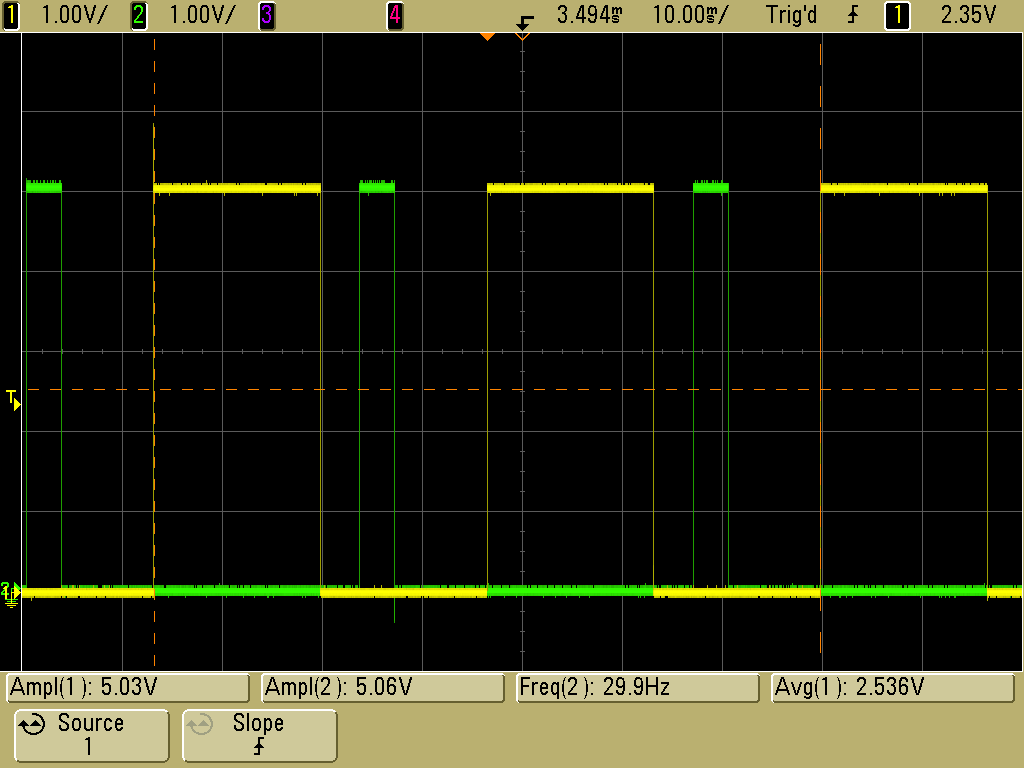 1 1.00V/ 2 1.00V/ 3 4 3.494ms 10.00ms/ Trig'd 1 2.35V
T
2
Ampl(1): 5.03V Ampl(2): 5.06V Freq(2): 29.9Hz Avg(1): 2.536V
Source Slope
1